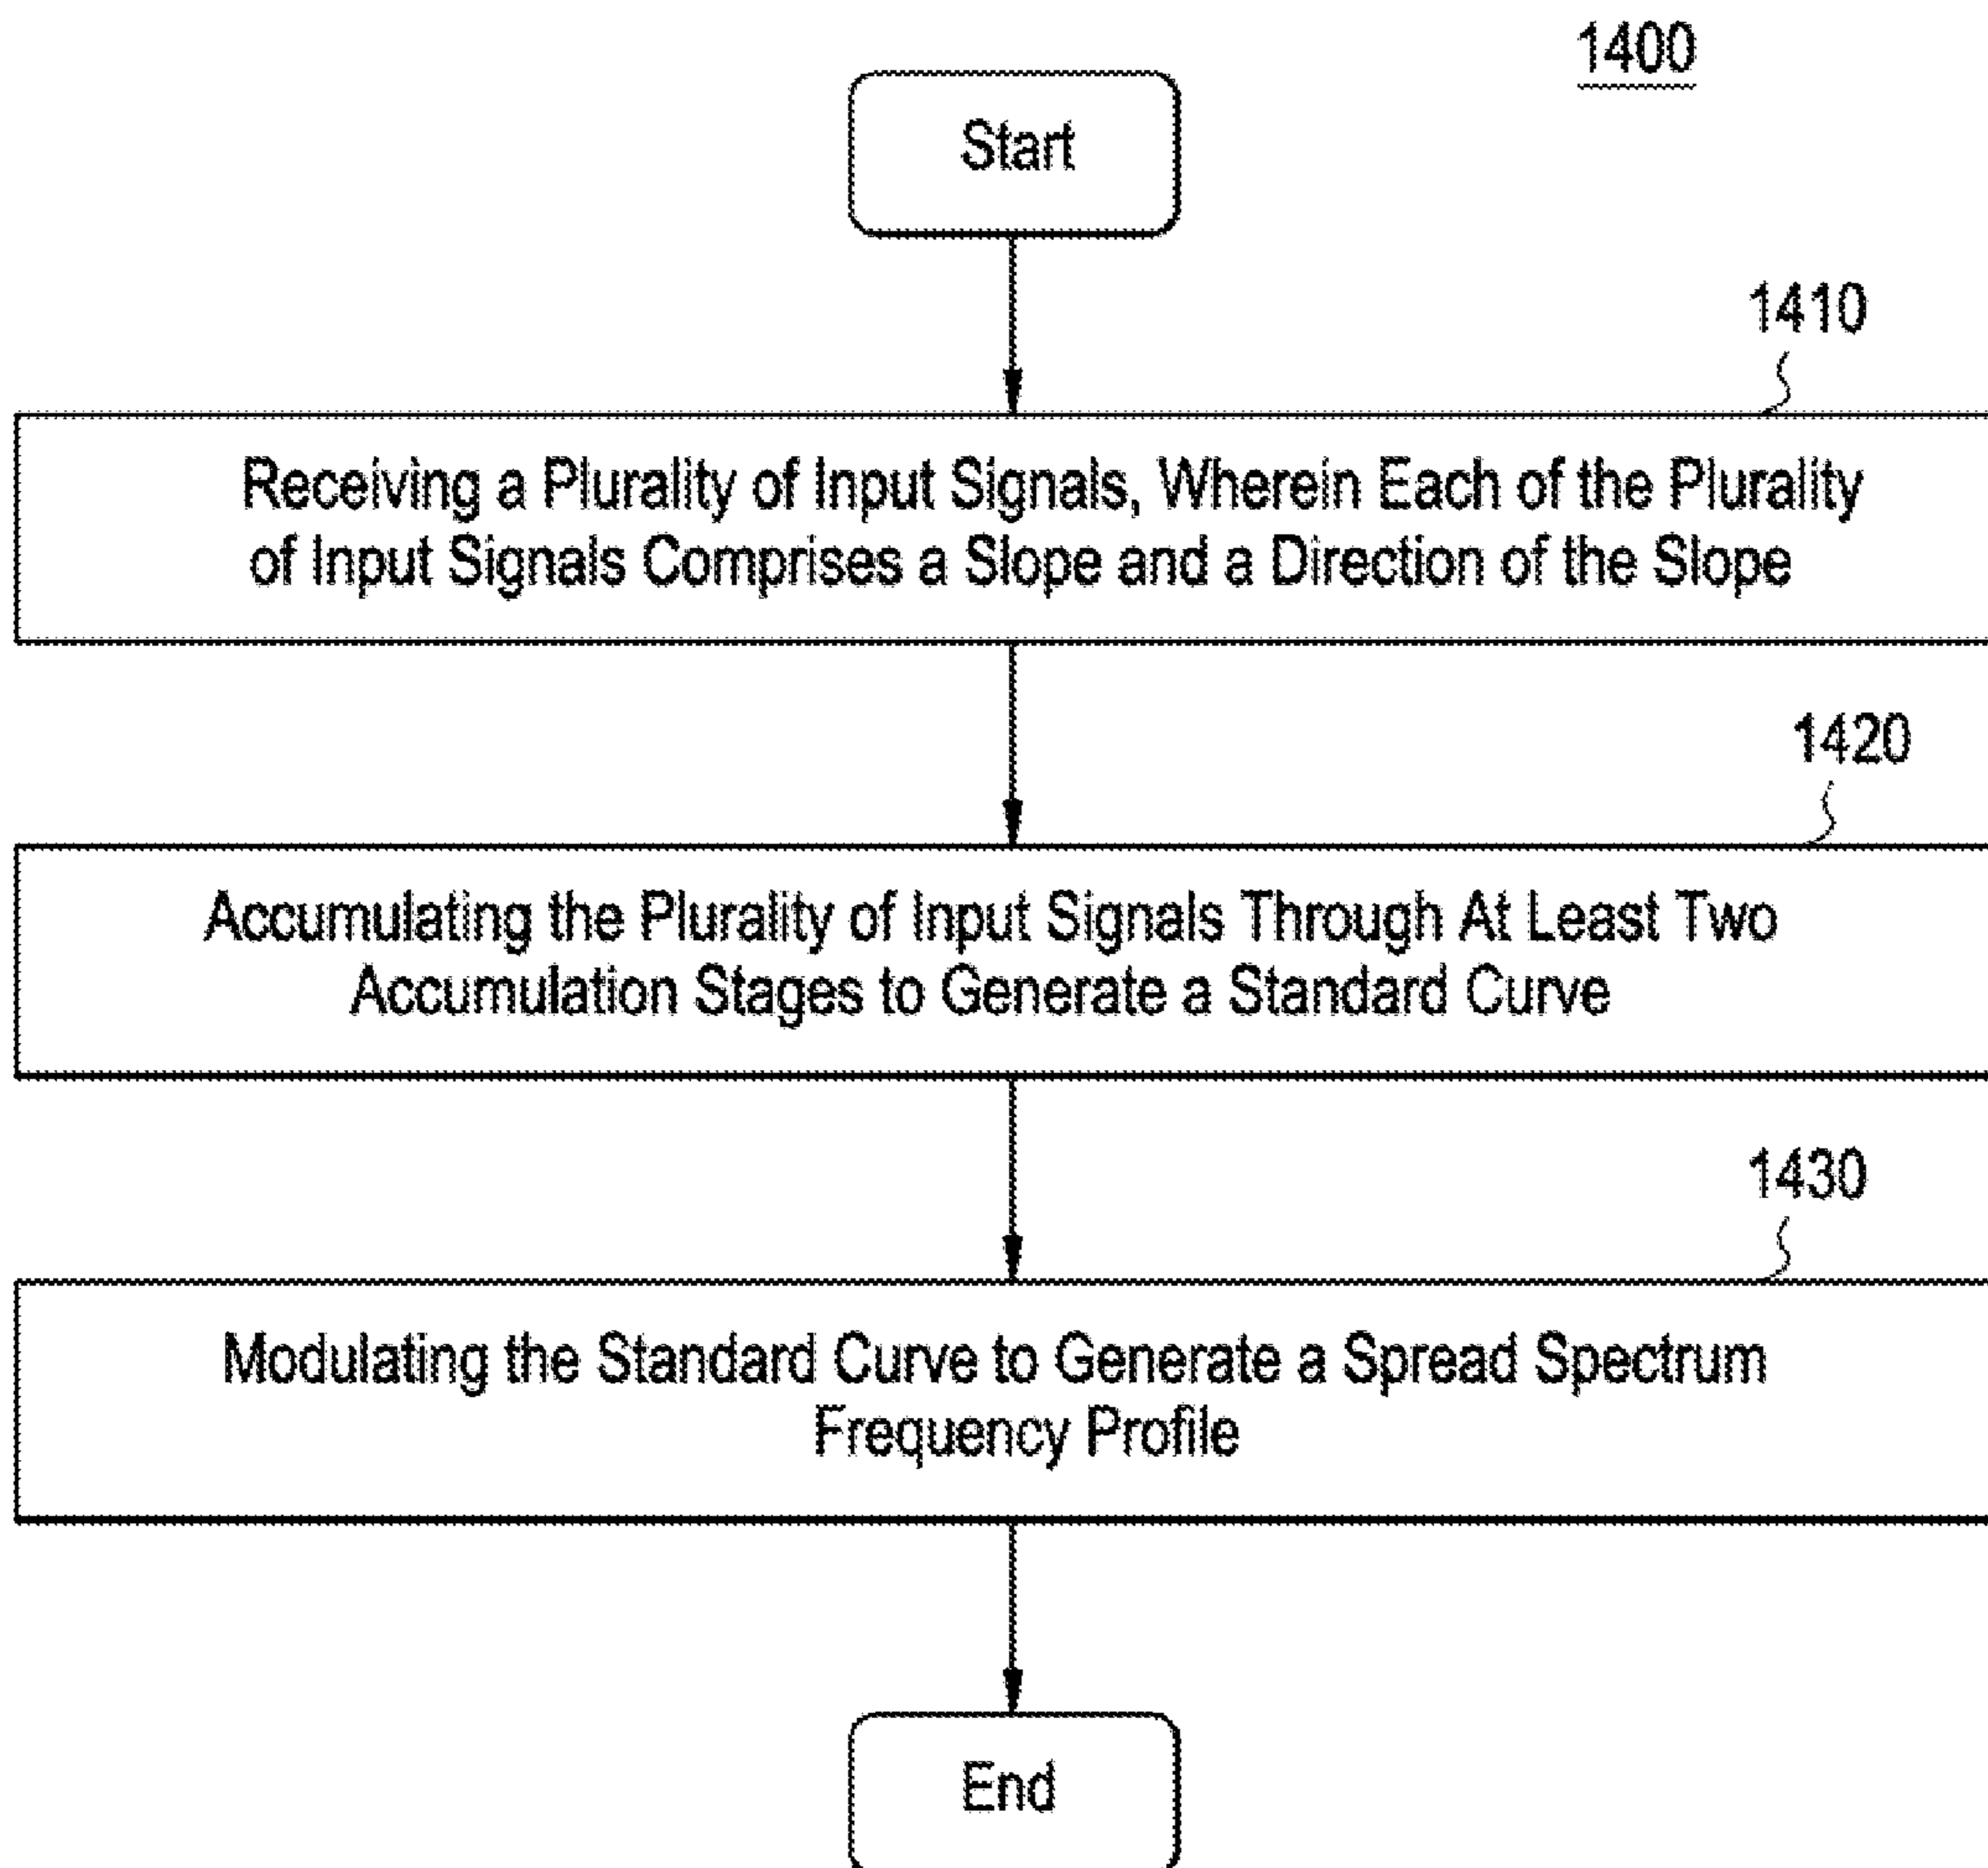 1400
Start
1410
Receiving a Plurality of Input Signals, Wherein Each of the Plurality
of Input Signals Comprises a Slope and a Direction of the Slope
1420
Accumulating the Plurality of Input Signals Through At Least Two
Accumulation Stages to Generate a Standard Curve
1430
Modulating the Standard Curve to Generate a Spread Spectrum
Frequency Profile
End